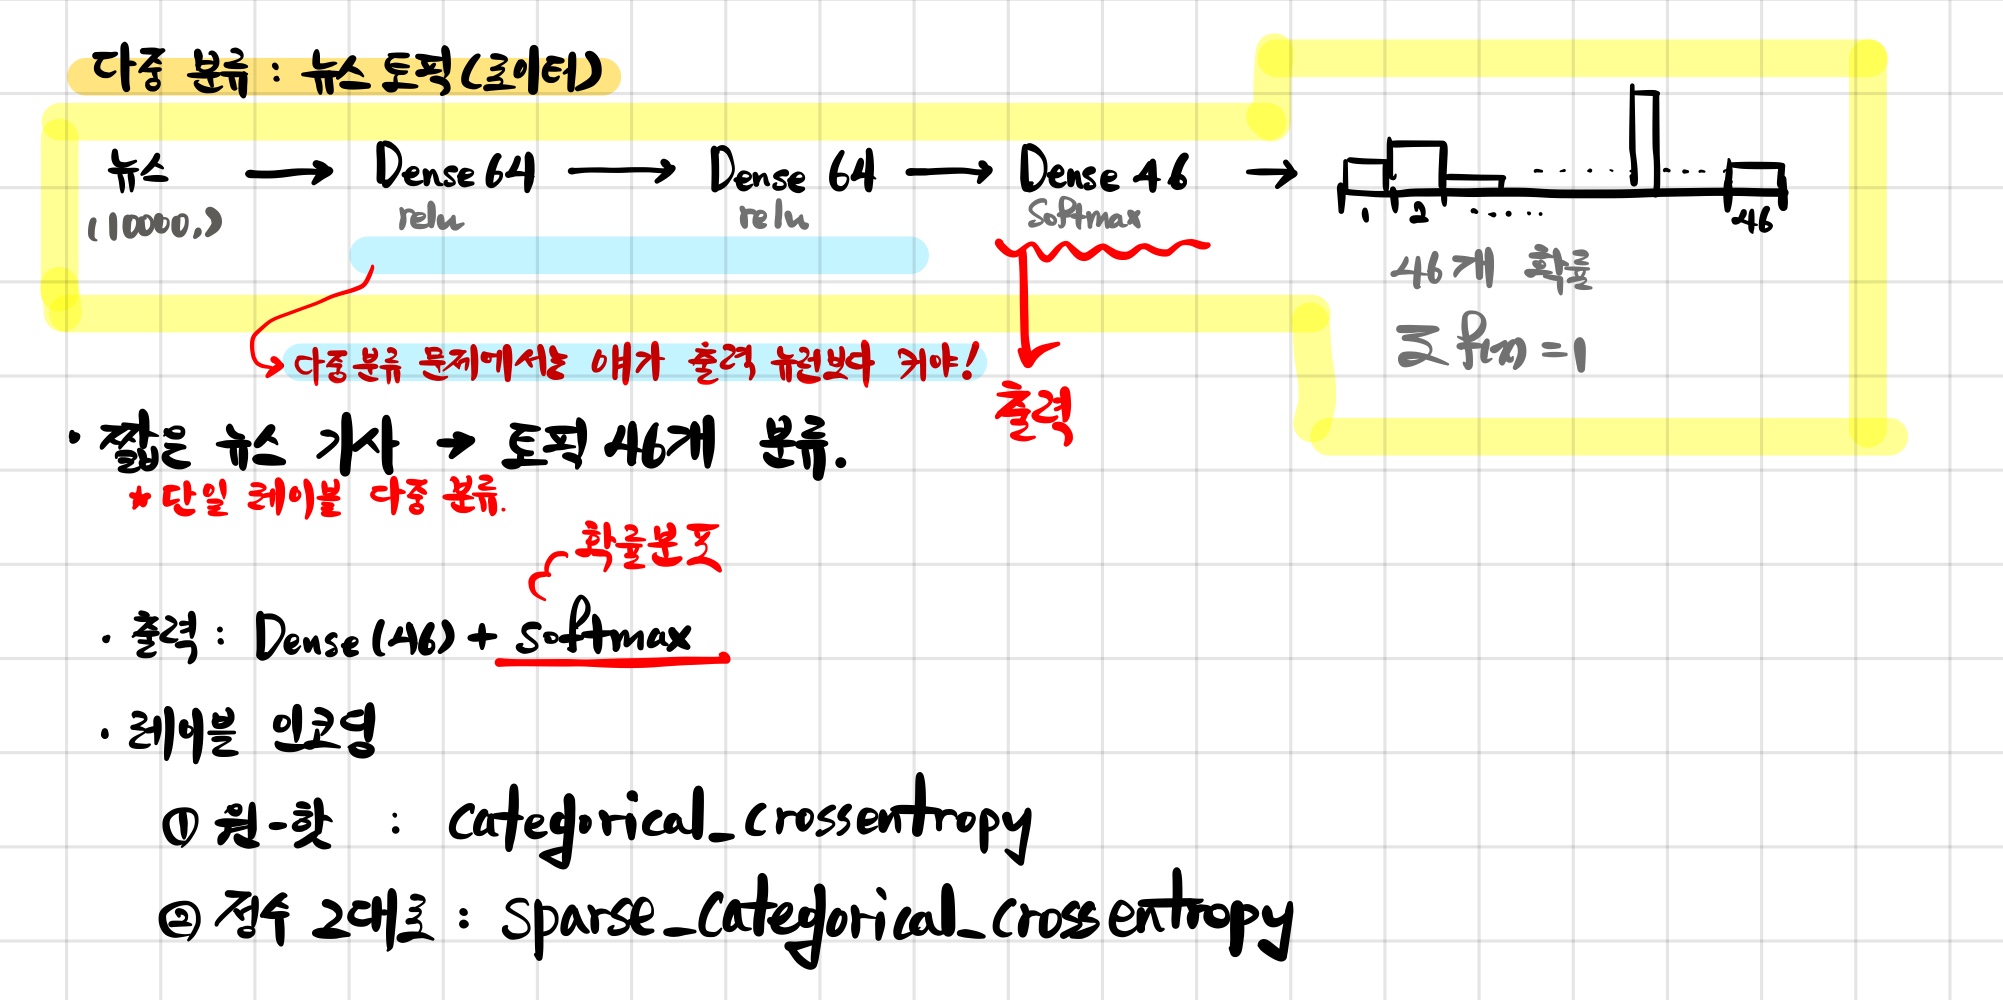 다중 분류 : 뉴스 토픽(로이터)
뉴스 → Dense 64 → Dense 64 → Dense 46 →
(10000,) relu relu softmax
1 2 ..... 46
46개 확률
Σ f(x) = 1
다중분류 문제에서는 얘가 출력 뉴런보다 커야!
출력
· 짧은 뉴스 기사 → 토픽 46개 분류.
* 단일 레이블 다중 분류.
확률분포
· 출력 : Dense (46) + softmax
· 레이블 인코딩
① 원-핫 : categorical_crossentropy
② 정수 그대로 : sparse_categorical_crossentropy